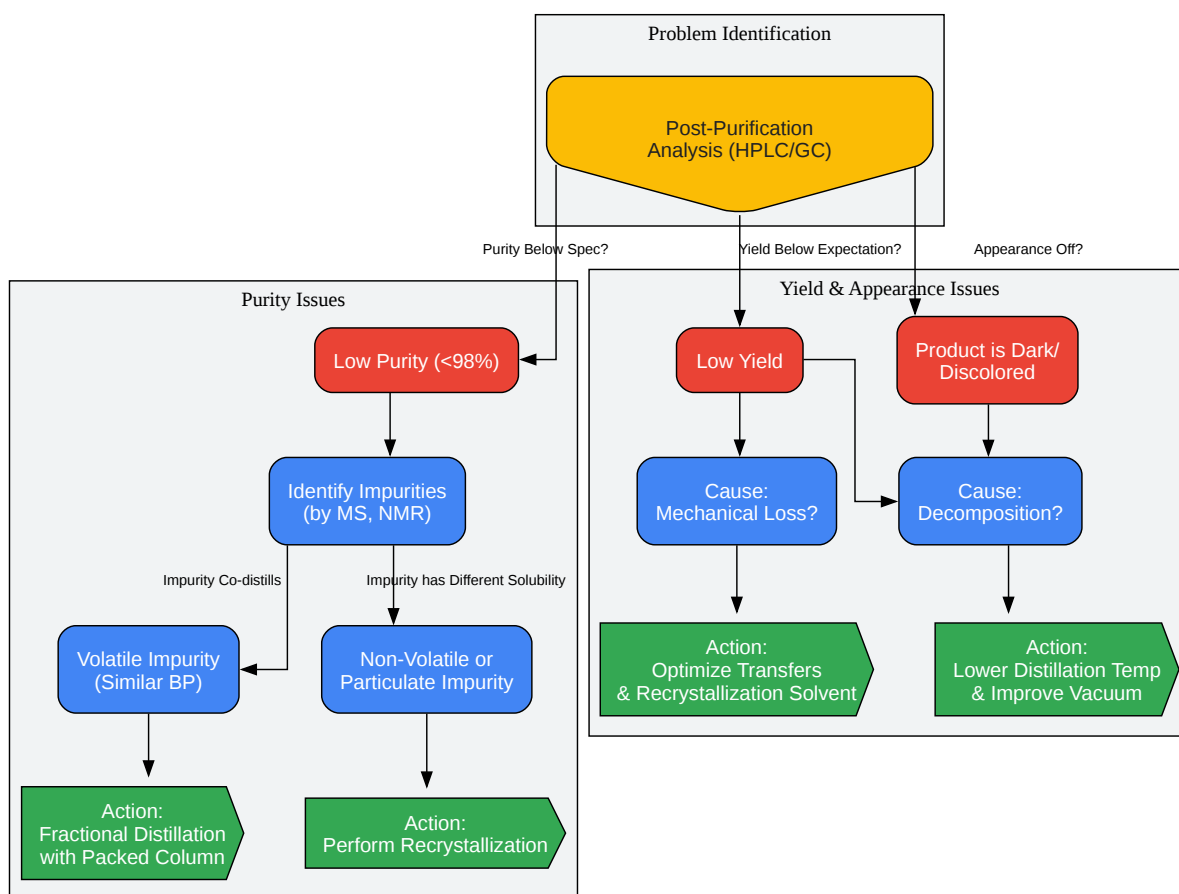 Problem Identification
Post-Purification
Analysis (HPLC/GC)
Purity Below Spec?
Yield Below Expectation?
Appearance Off?
Purity Issues
Low Purity (<98%)
Identify Impurities
(by MS, NMR)
Impurity Co-distills
Impurity has Different Solubility
Volatile Impurity
(Similar BP)
Non-Volatile or
Particulate Impurity
Action:
Fractional Distillation
with Packed Column
Action:
Perform Recrystallization
Yield & Appearance Issues
Low Yield
Product is Dark/
Discolored
Cause:
Mechanical Loss?
Cause:
Decomposition?
Action:
Optimize Transfers
& Recrystallization Solvent
Action:
Lower Distillation Temp
& Improve Vacuum